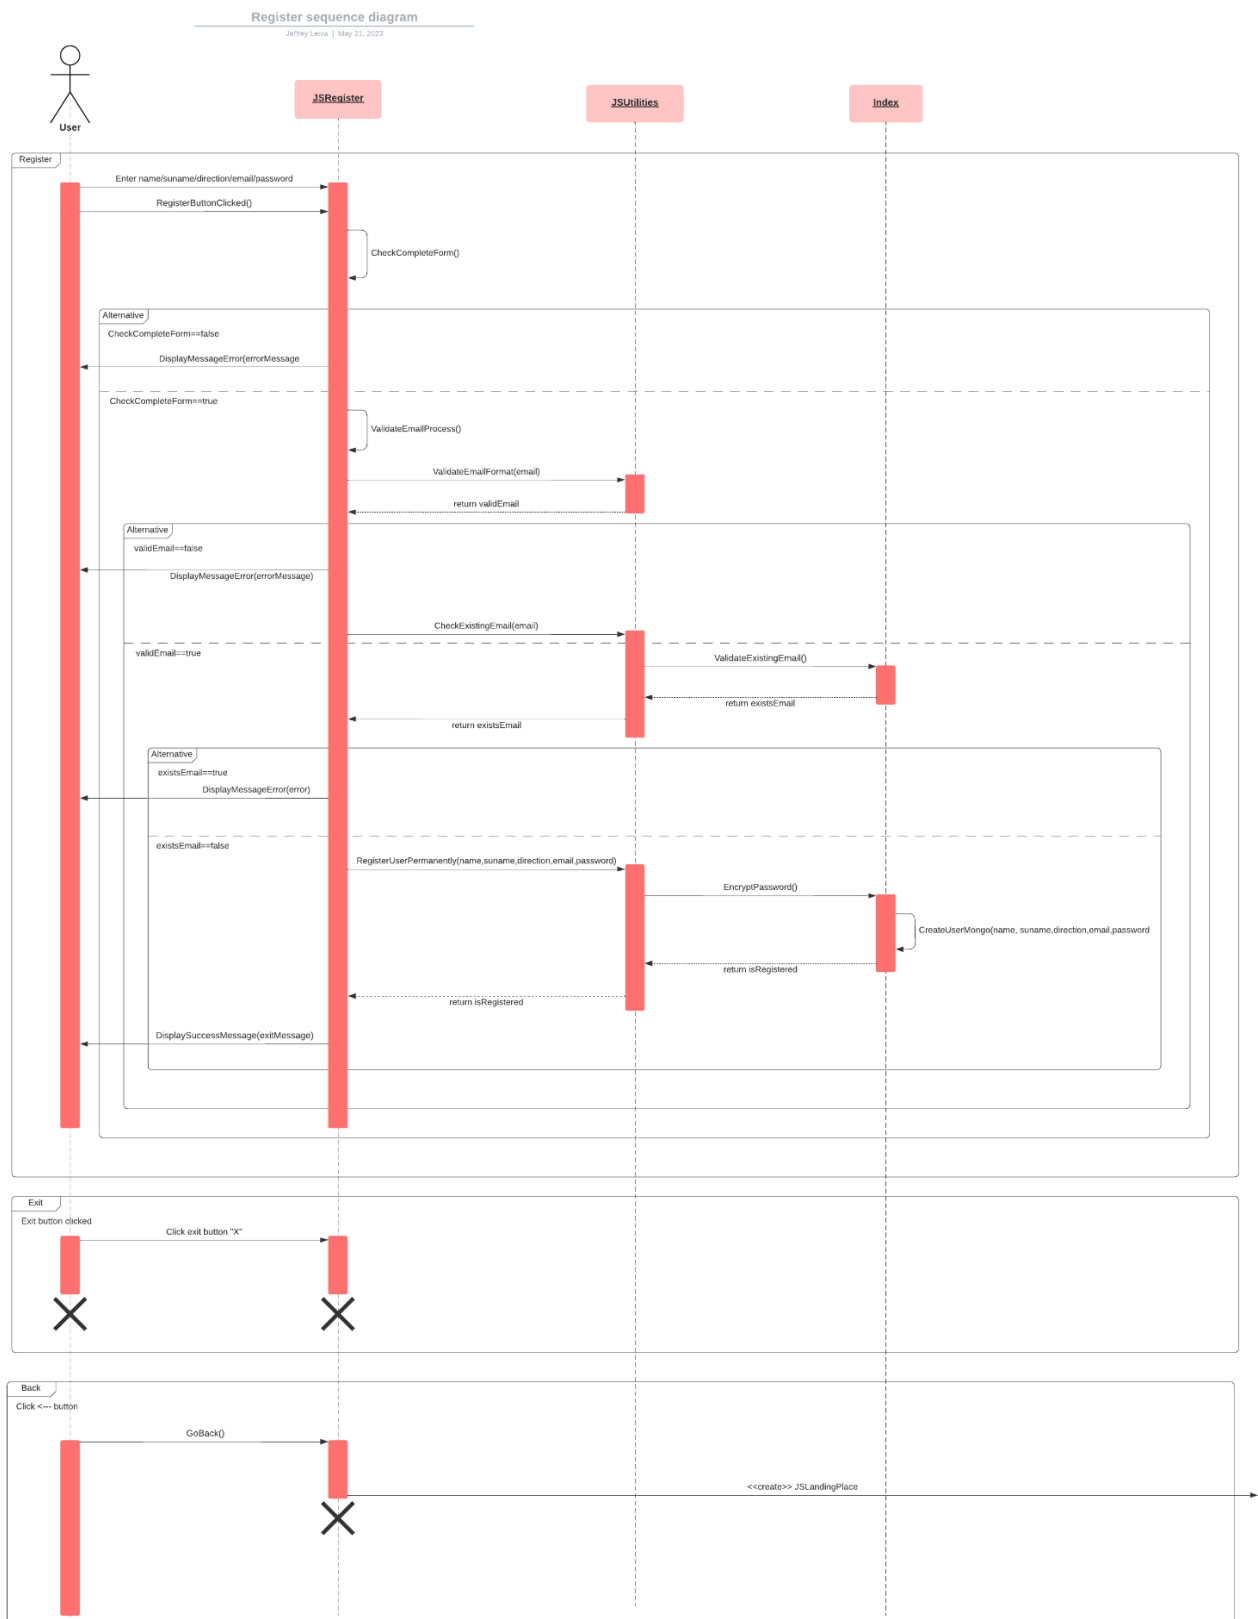 Register sequence diagram
Jeffrey Leiva | May 21, 2023
User
JSRegister
JSUtilities
Index
Register
Enter name/suname/direction/email/password
RegisterButtonClicked()
CheckCompleteForm()
Alternative
CheckCompleteForm==false
DisplayMessageError(errorMessage
CheckCompleteForm==true
ValidateEmailProcess()
ValidateEmailFormat(email)
return validEmail
Alternative
validEmail==false
DisplayMessageError(errorMessage)
CheckExistingEmail(email)
validEmail==true
ValidateExistingEmail()
return existsEmail
return existsEmail
Alternative
existsEmail==true
DisplayMessageError(error)
existsEmail==false
RegisterUserPermanently(name,suname,direction,email,password)
EncryptPassword()
CreateUserMongo(name, suname,direction,email,password
return isRegistered
return isRegistered
DisplaySuccessMessage(exitMessage)
Exit
Exit button clicked
Click exit button "X"
Back
Click <--- button
GoBack()
<<create>> JSLandingPlace